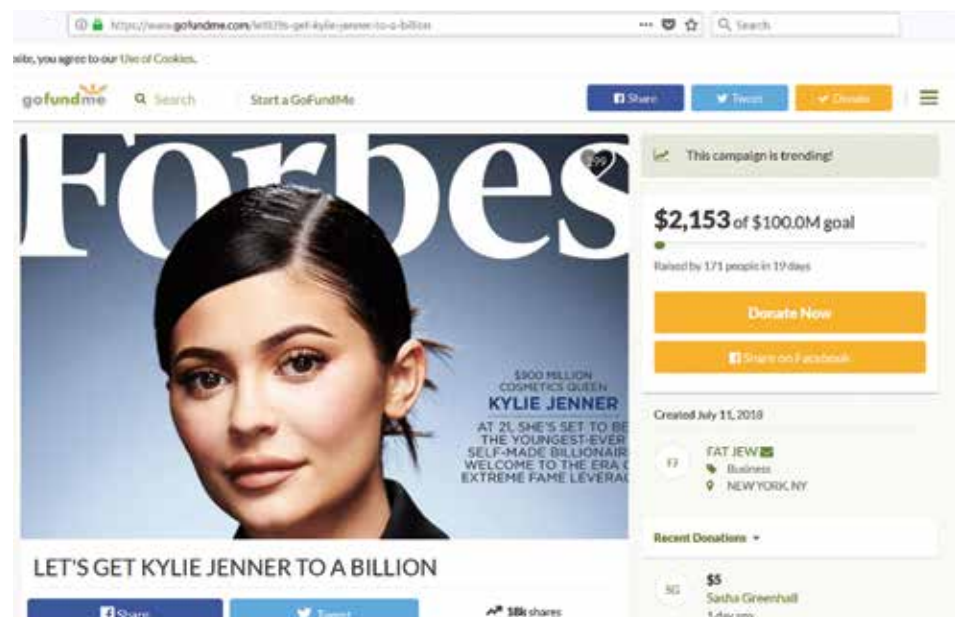 https://www.gofundme.com/let039s-get-kylie-jenner-to-a-billion
Search
site, you agree to our Use of Cookies.
gofundme
Search
Start a GoFundMe
Share
Tweet
Donate
Forbes
299
$900 MILLION
COSMETICS QUEEN
KYLIE JENNER
AT 21, SHE'S SET TO BE
THE YOUNGEST-EVER
SELF-MADE BILLIONAIR
WELCOME TO THE ERA O
EXTREME FAME LEVERAG
LET'S GET KYLIE JENNER TO A BILLION
Share
Tweet
18k shares
This campaign is trending!
$2,153 of $100.0M goal
Raised by 171 people in 19 days
Donate Now
Share on Facebook
Created July 11, 2018
FJ
FAT JEW
Business
NEW YORK, NY
Recent Donations
SG
$5
Sasha Greenhall
1 day ago